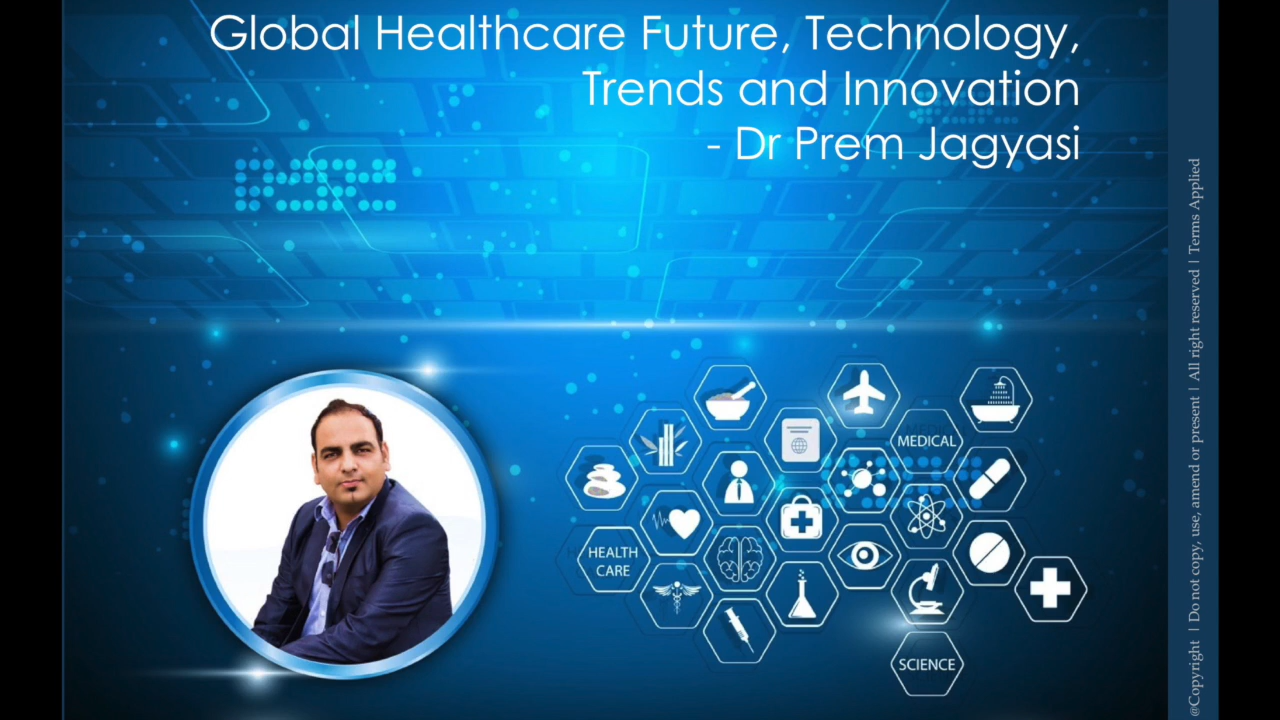 Global Healthcare Future, Technology,
Trends and Innovation
- Dr Prem Jagyasi
MEDICAL
HEALTH
CARE
SCIENCE
@Copyright | Do not copy, use, amend or present | All right reserved | Terms Applied